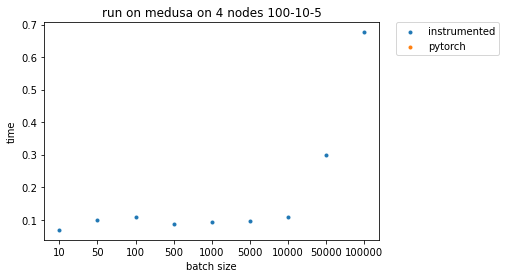 run on medusa on 4 nodes 100-10-5
0.7
0.6
0.5
0.4
0.3
0.2
0.1
time
10 50 100 500 1000 5000 10000 50000 100000
batch size
instrumented
pytorch